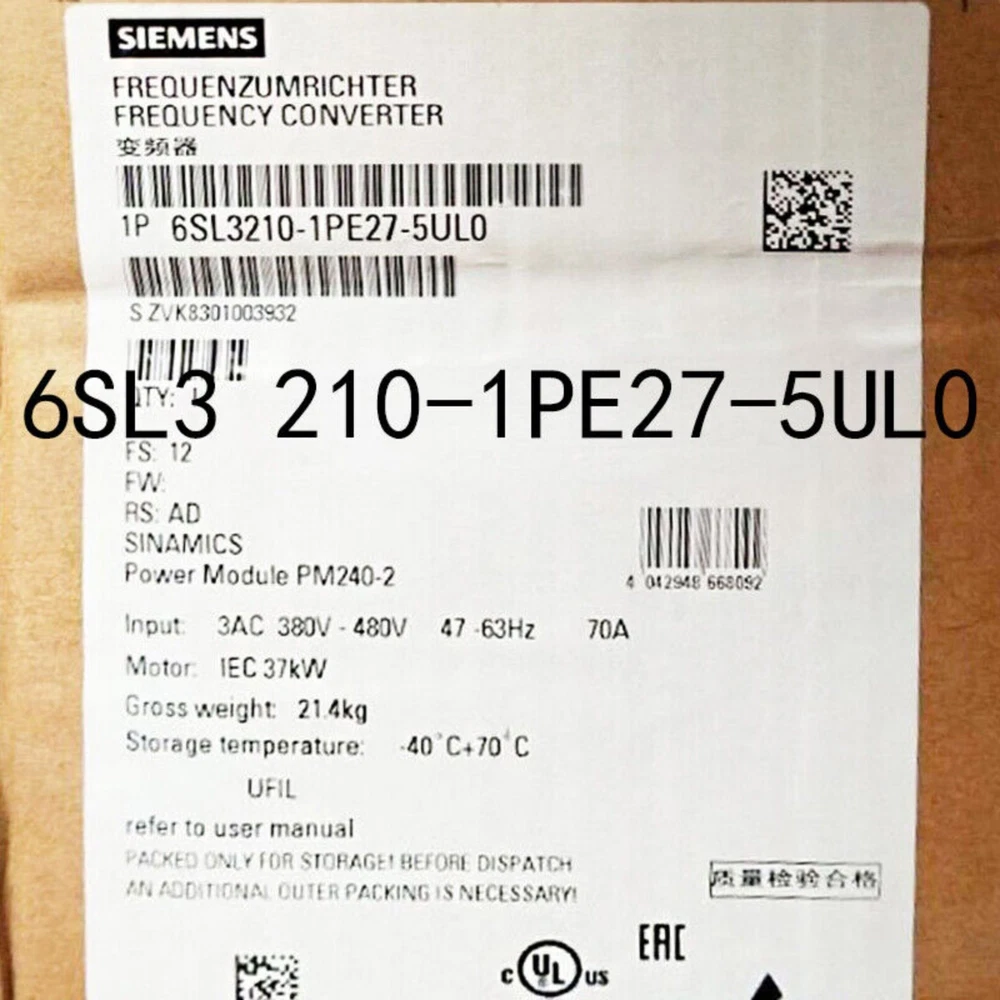 SIEMENS
FREQUENZUMRICHTER
FREQUENCY CONVERTER
变频器
1P 6SL3210-1PE27-5UL0
S ZVK8301003932
QTY:
6SL3 210-1PE27-5UL0
FS: 12
FW:
RS: AD
SINAMICS
Power Module PM240-2
4 042948 668092
Input: 3AC 380V - 480V 47 -63Hz 70A
Motor: IEC 37kW
Gross weight: 21.4kg
Storage temperature: -40°C+70°C
UFIL
refer to user manual
PACKED ONLY FOR STORAGE! BEFORE DISPATCH
AN ADDITIONAL OUTER PACKING IS NECESSARY!
质量检验合格
EAC
c UL us